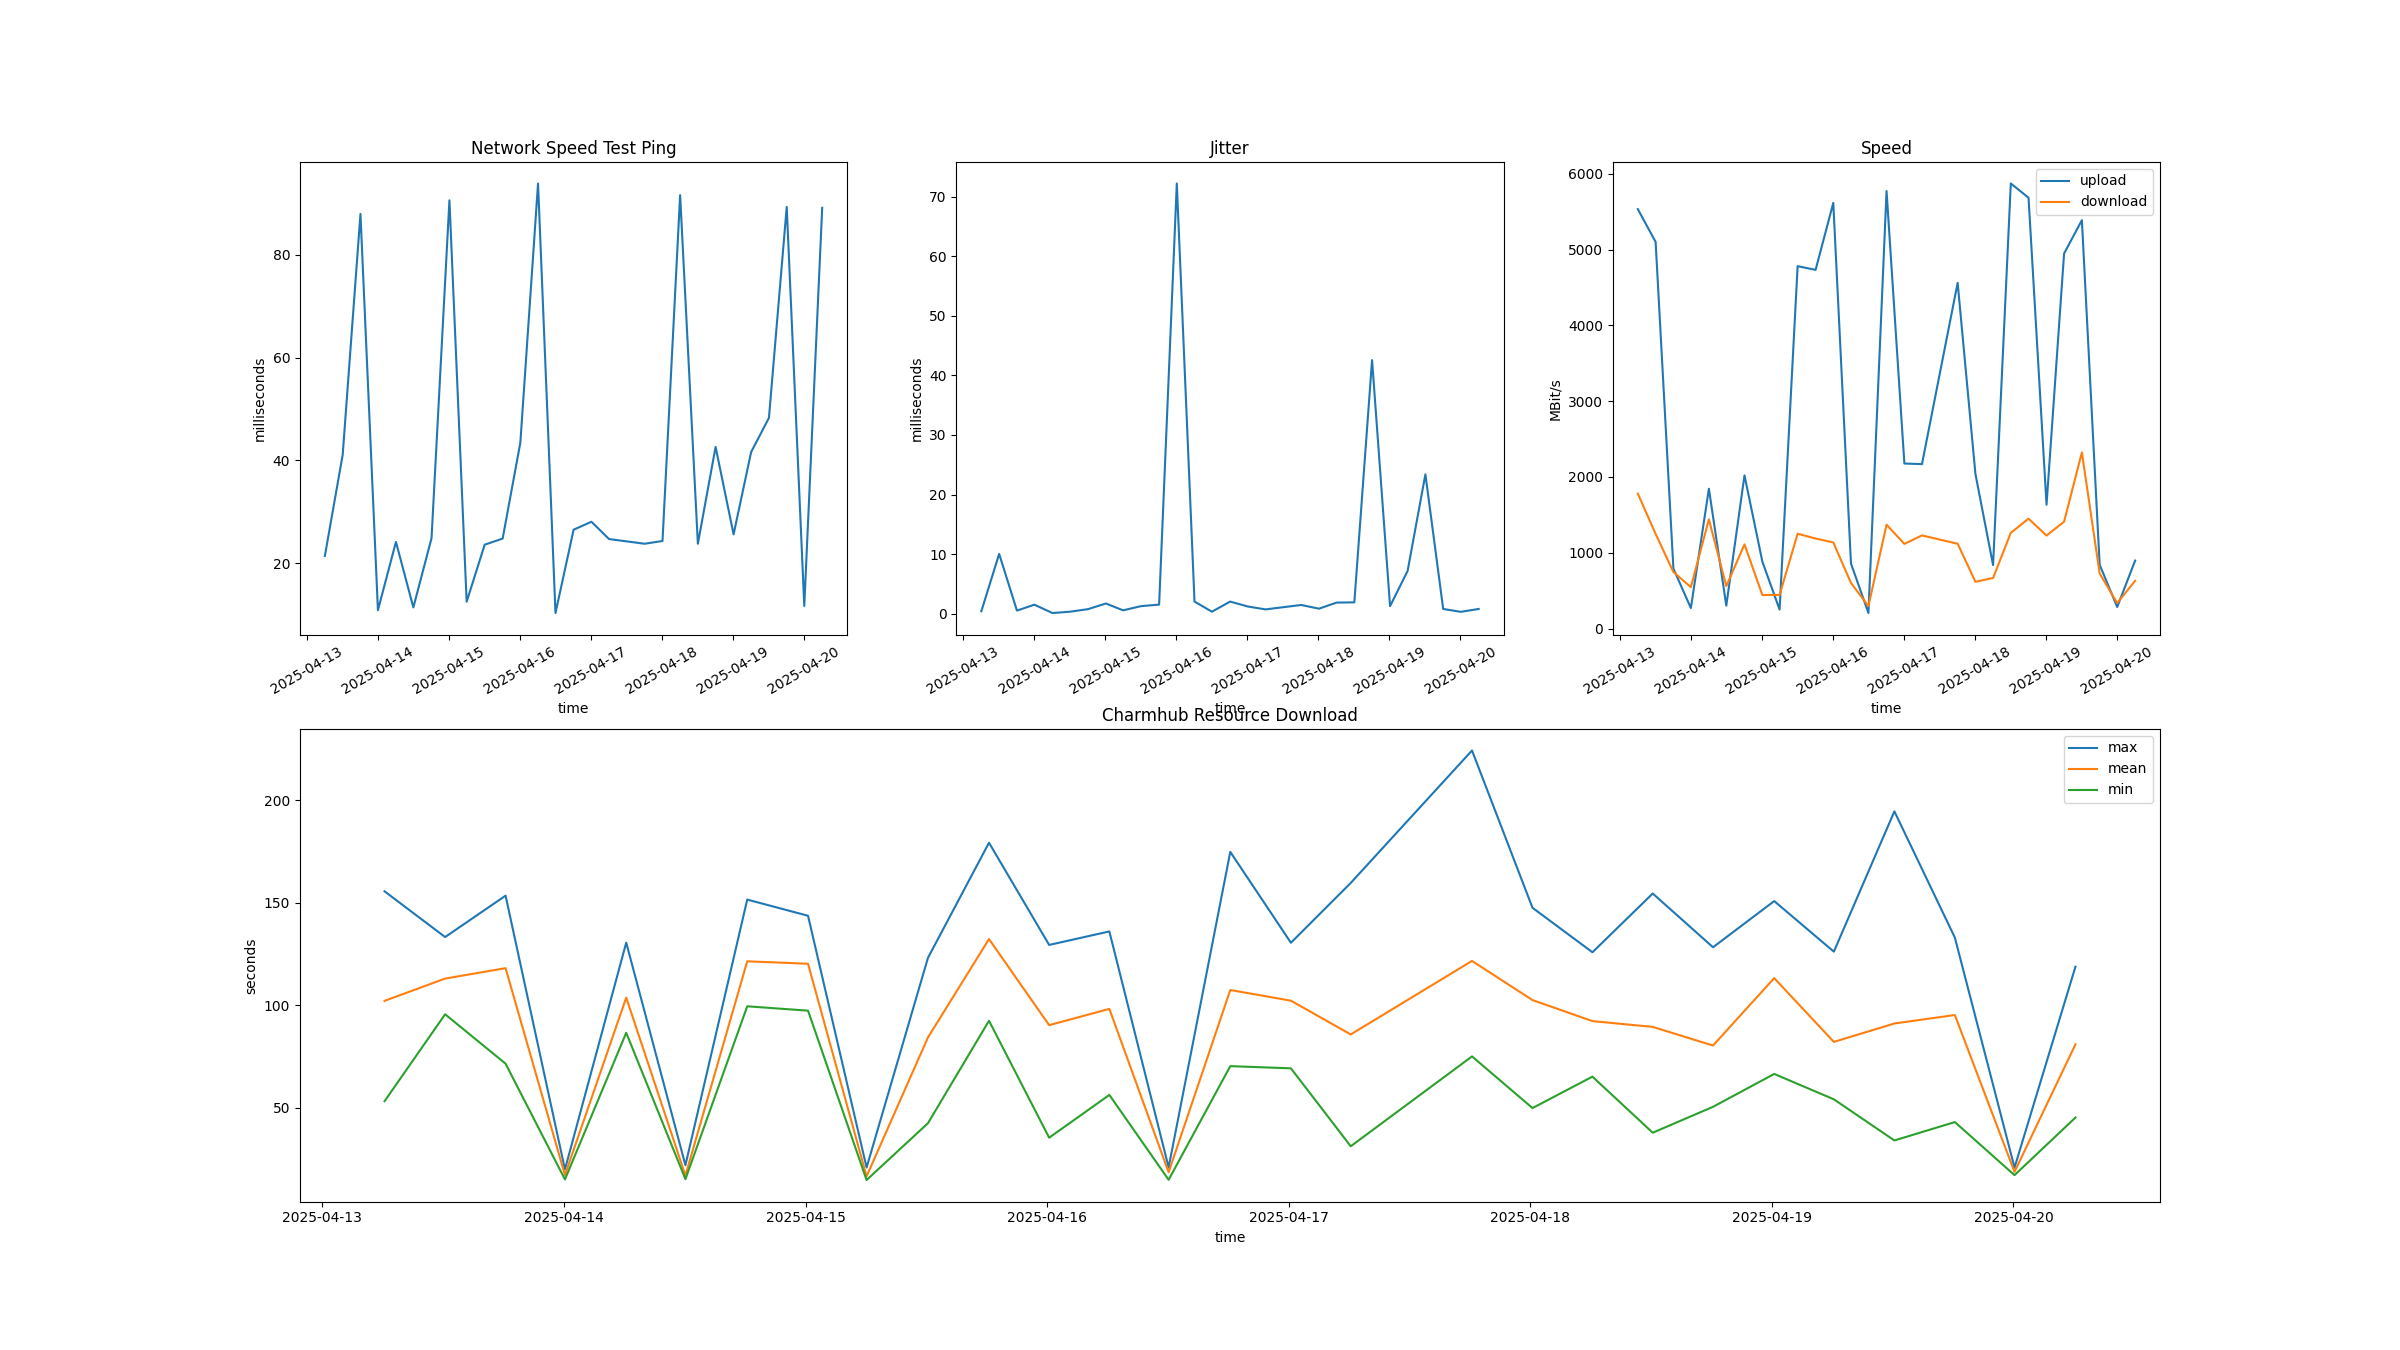 Network Speed Test Ping
milliseconds
80
60
40
20
2025-04-13 2025-04-14 2025-04-15 2025-04-16 2025-04-17 2025-04-18 2025-04-19 2025-04-20
time
Jitter
milliseconds
70
60
50
40
30
20
10
0
2025-04-13 2025-04-14 2025-04-15 2025-04-16 2025-04-17 2025-04-18 2025-04-19 2025-04-20
time
Speed
upload
download
MBit/s
6000
5000
4000
3000
2000
1000
0
2025-04-13 2025-04-14 2025-04-15 2025-04-16 2025-04-17 2025-04-18 2025-04-19 2025-04-20
time
Charmhub Resource Download
max
mean
min
seconds
200
150
100
50
2025-04-13 2025-04-14 2025-04-15 2025-04-16 2025-04-17 2025-04-18 2025-04-19 2025-04-20
time